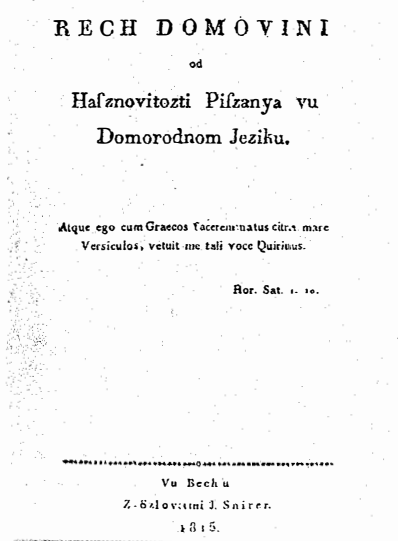 RECH DOMOVINI
od
Haſznovitozti Piſzanya vu
Domorodnom Jeziku.
Atque ego cum Graecos facerem natus citra mare
Versiculos, vetuit me tali voce Quirinus.
Hor. Sat. 1. 10.
Vu Bechu
Z-Szlovami J. Snirer.
1815.